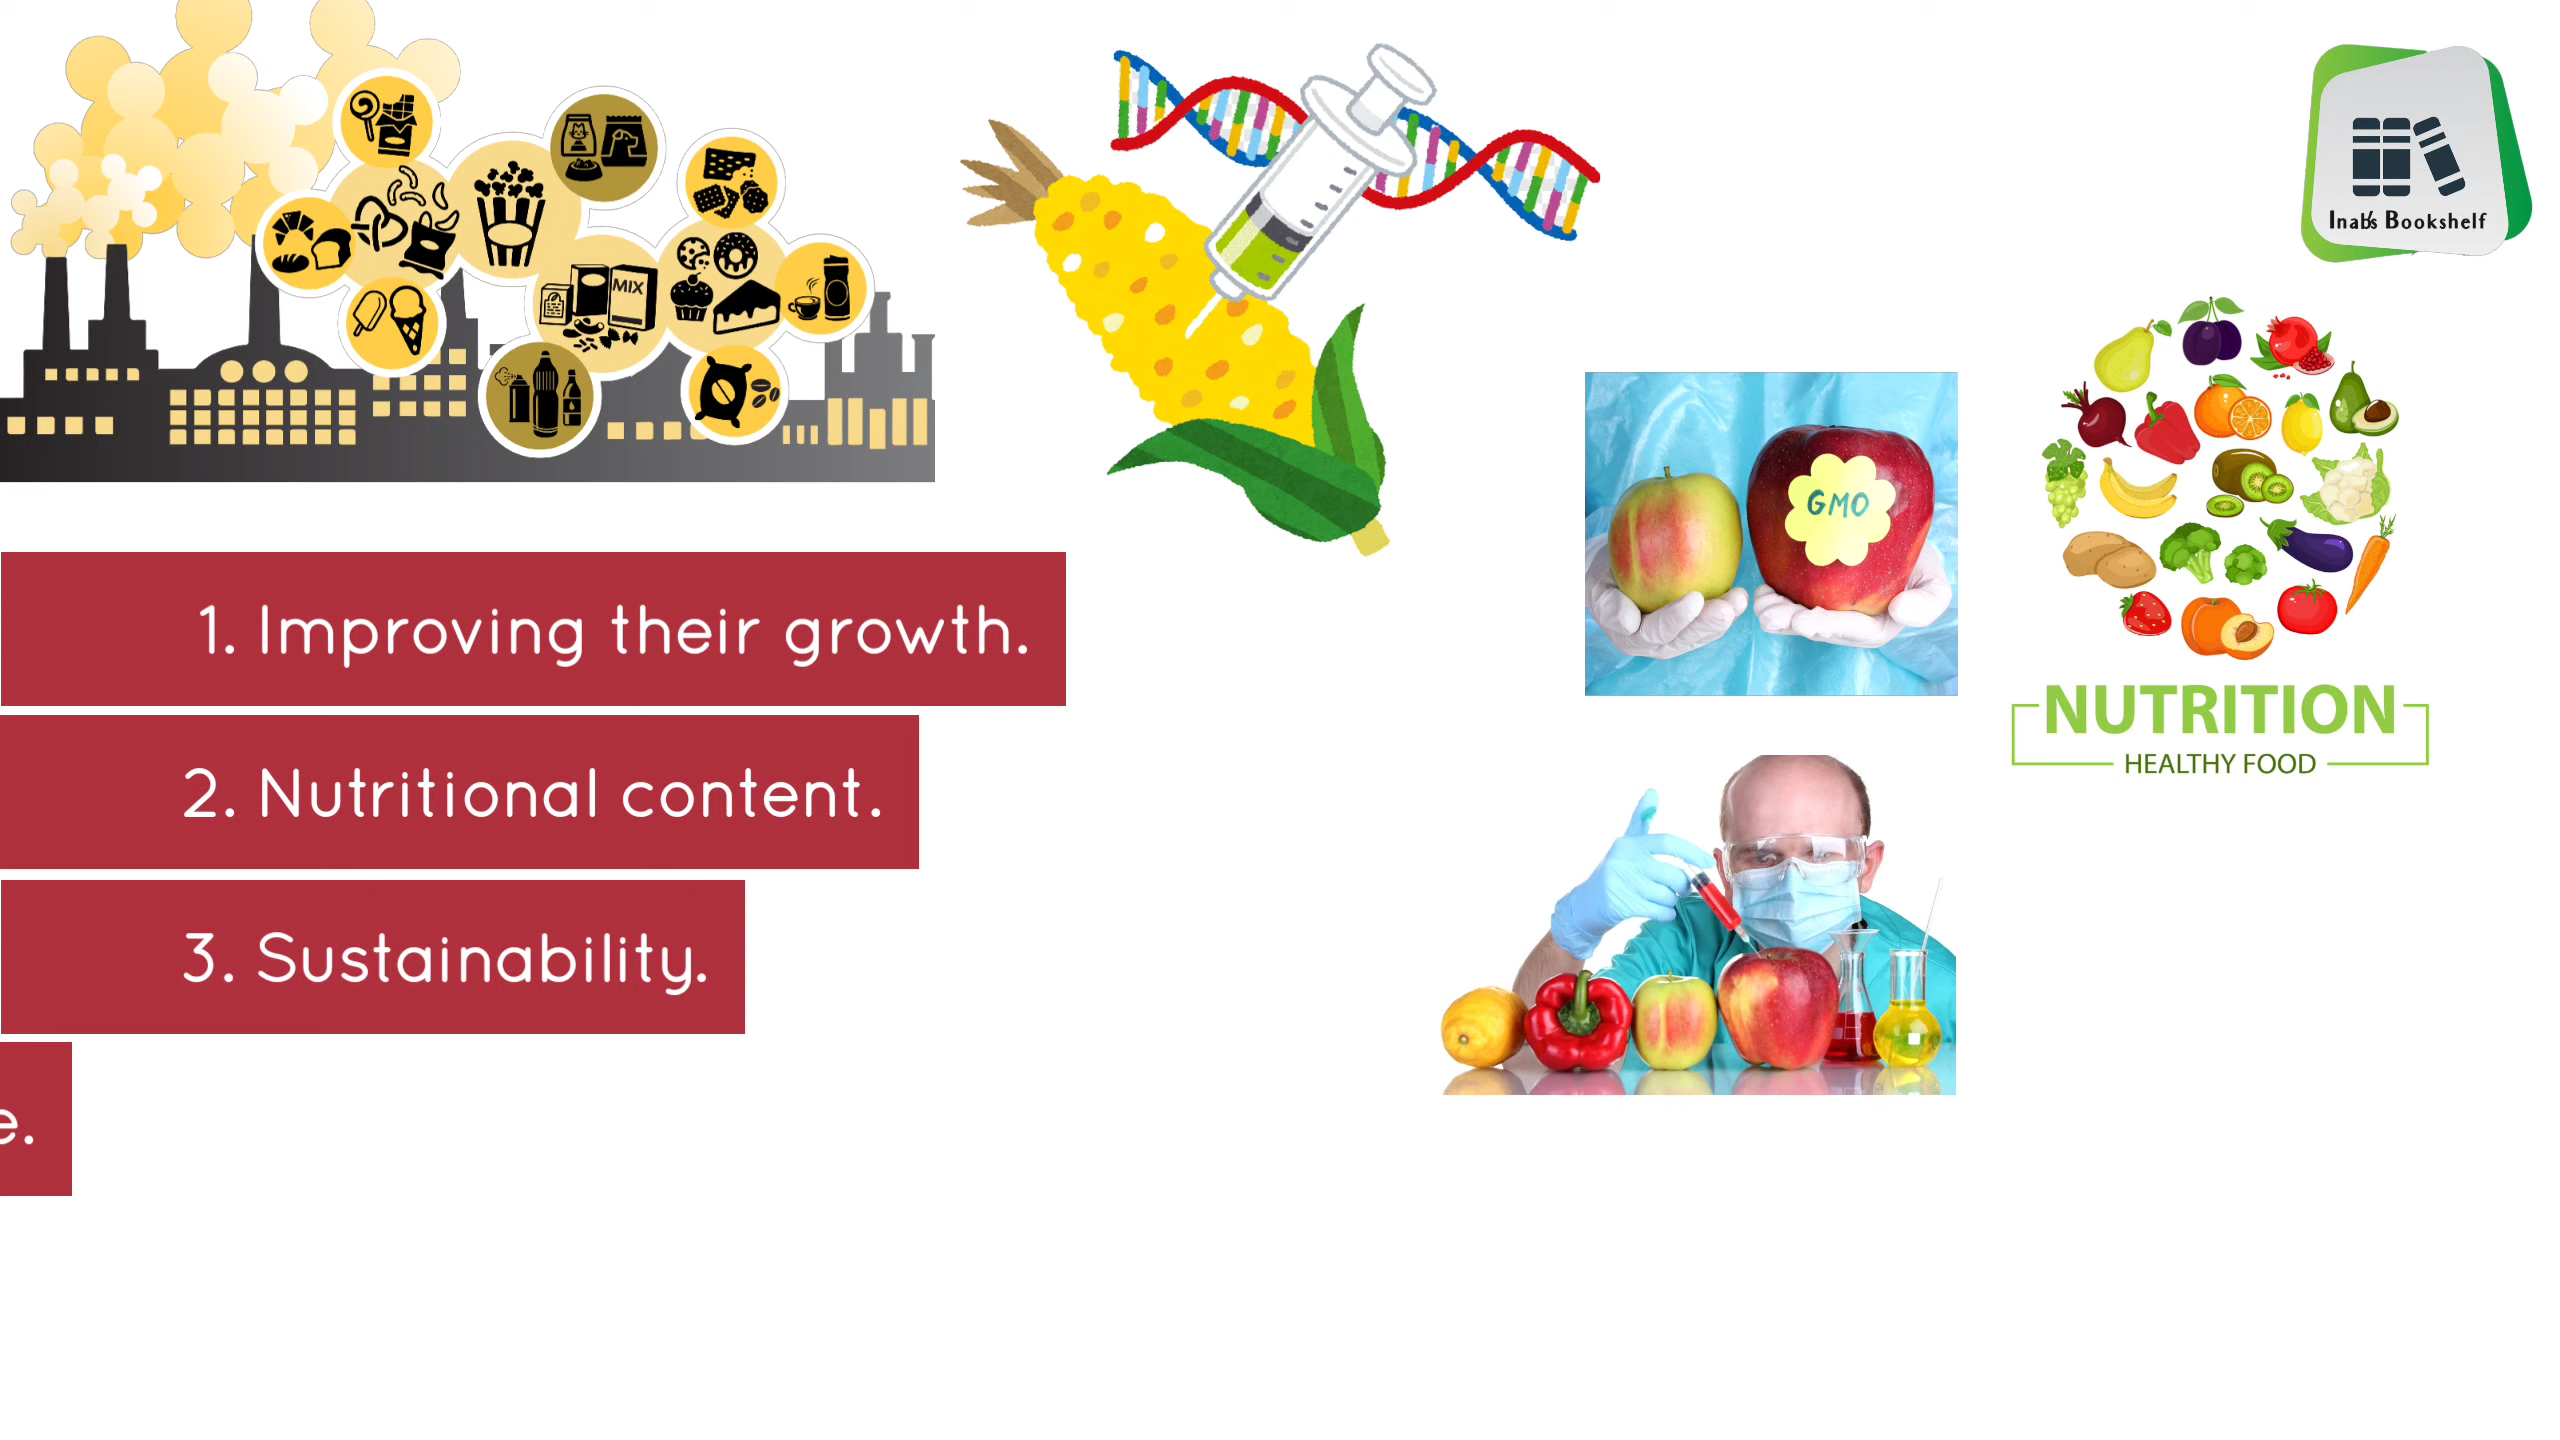 MIX
Inab's Bookshelf
GMO
NUTRITION
HEALTHY FOOD
1. Improving their growth.
2. Nutritional content.
3. Sustainability.
e.